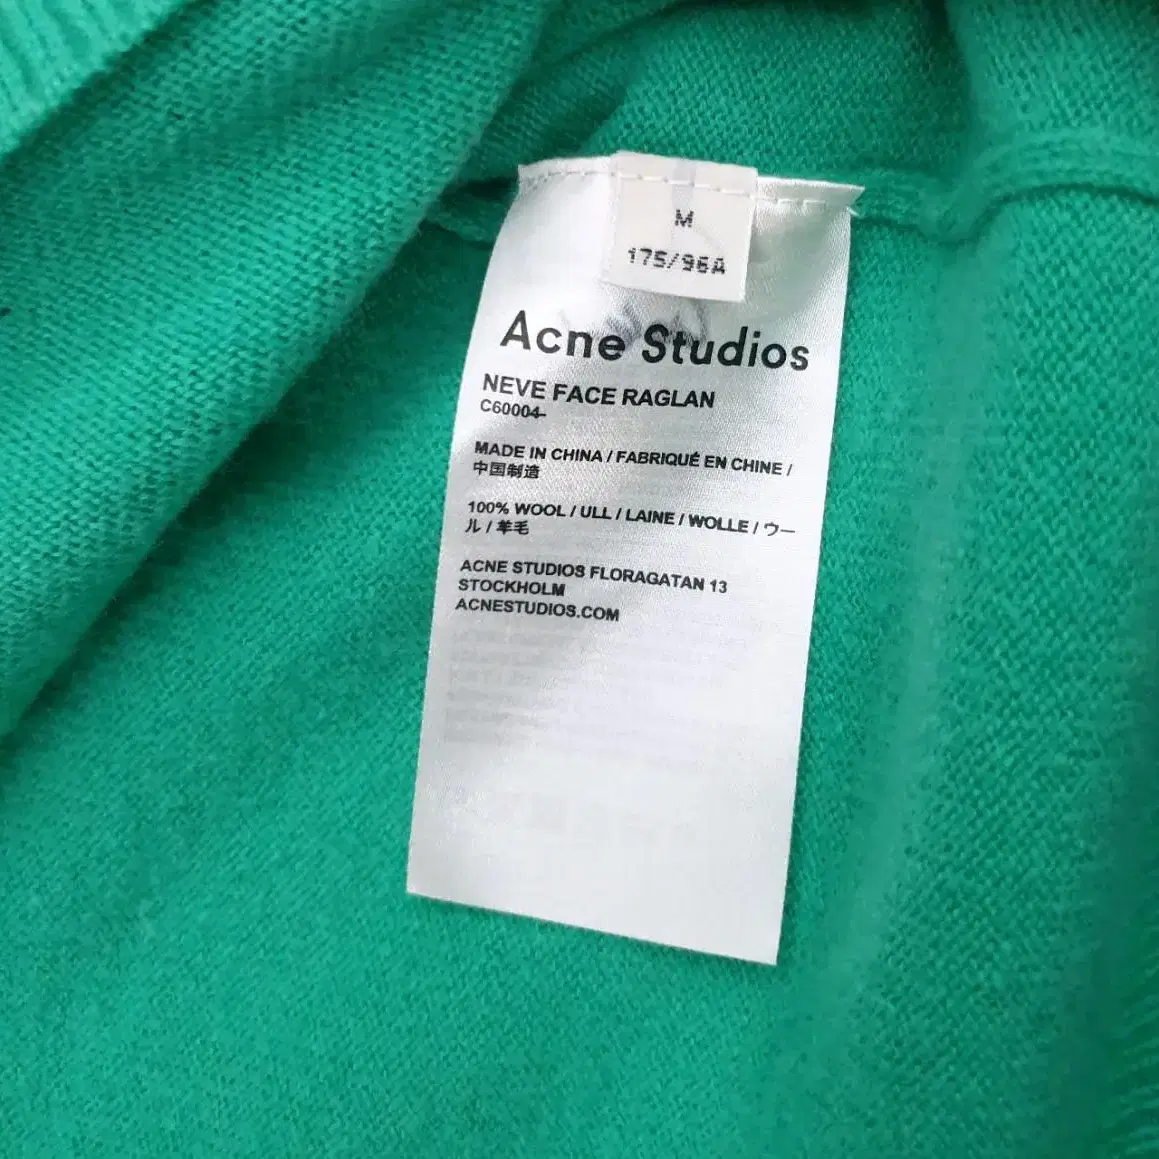 M
175/96A
Acne Studios
NEVE FACE RAGLAN
C60004-
MADE IN CHINA / FABRIQUÉ EN CHINE /
中国制造
100% WOOL / ULL / LAINE / WOLLE / ウー
ル / 羊毛
ACNE STUDIOS FLORAGATAN 13
STOCKHOLM
ACNESTUDIOS.COM